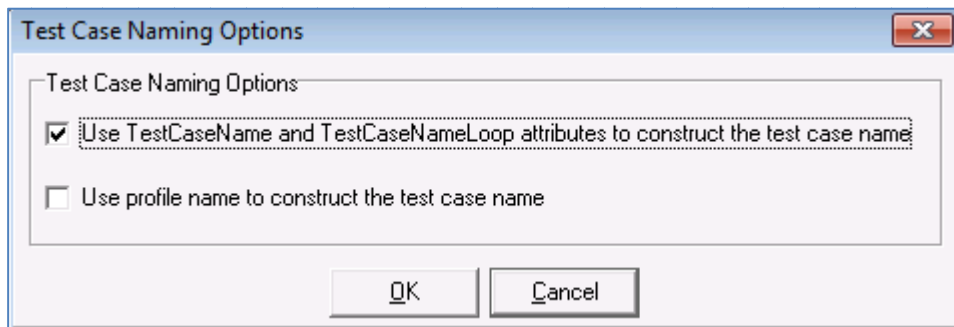 Test Case Naming Options
Test Case Naming Options
Use TestCaseName and TestCaseNameLoop attributes to construct the test case name
Use profile name to construct the test case name
OK Cancel